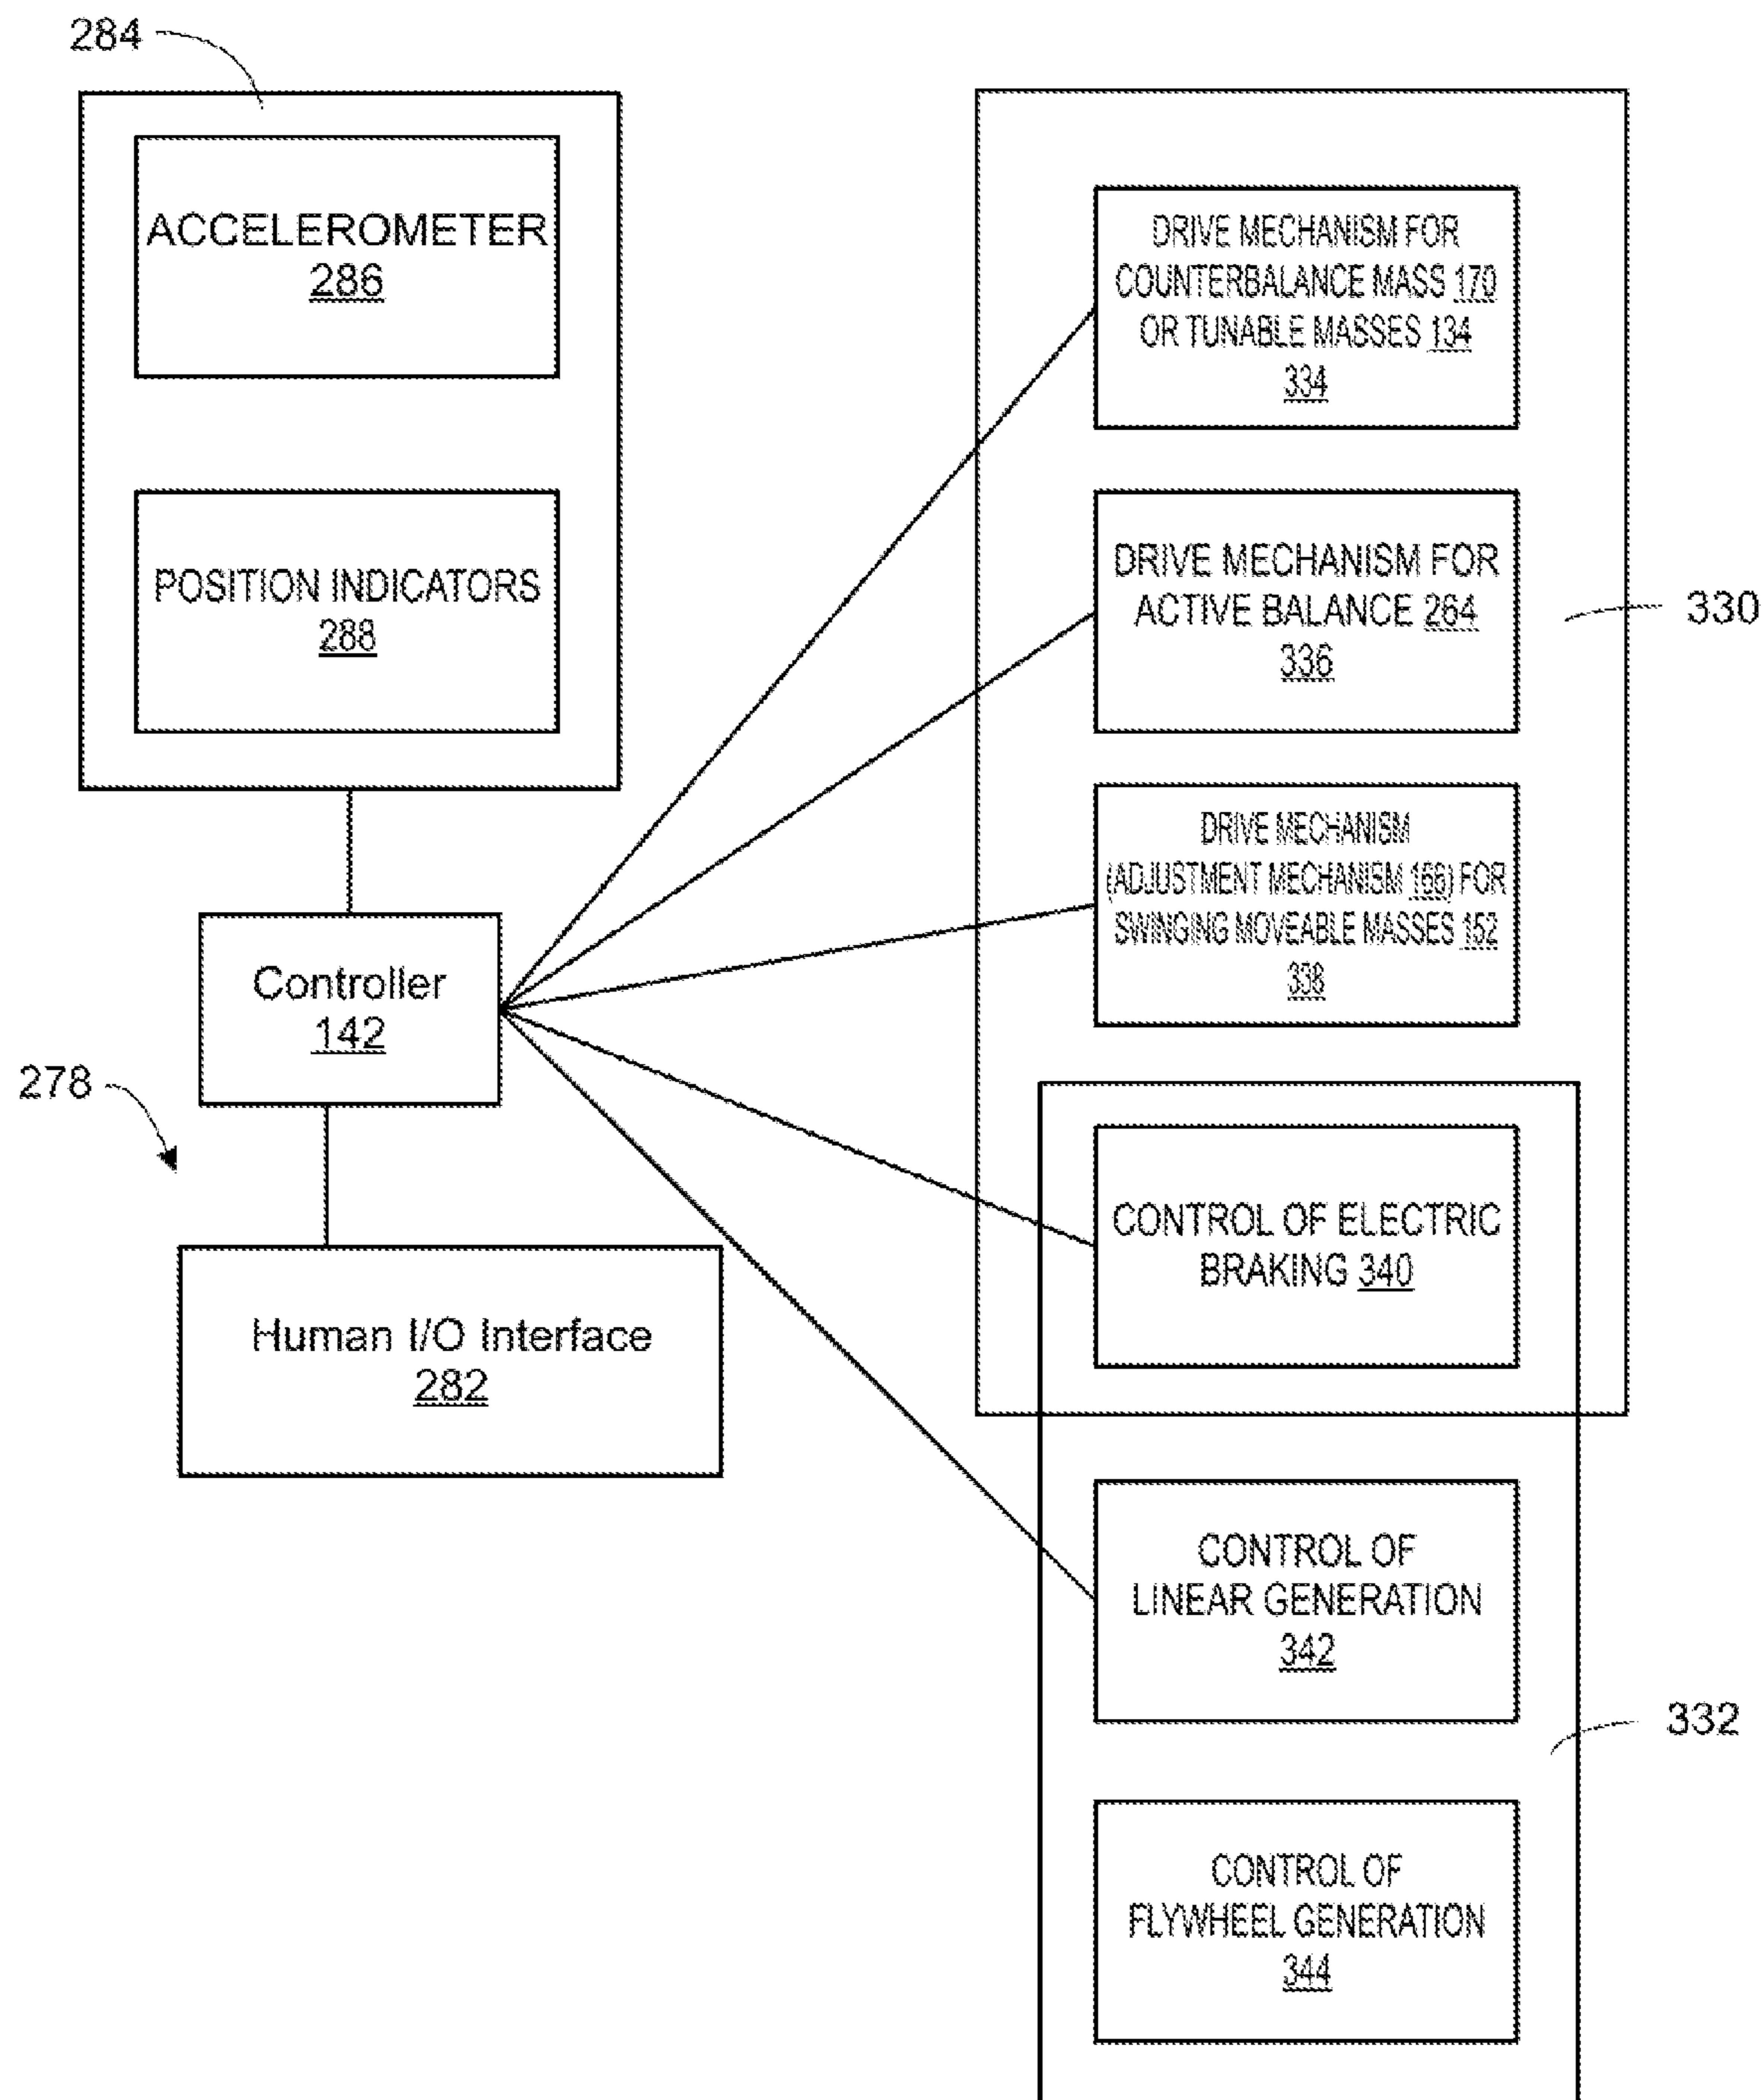 284
ACCELEROMETER
286
POSITION INDICATORS
288
Controller
142
278
Human I/O Interface
282
DRIVE MECHANISM FOR
COUNTERBALANCE MASS 170
OR TUNABLE MASSES 134
334
DRIVE MECHANISM FOR
ACTIVE BALANCE 264
336
330
DRIVE MECHANISM
(ADJUSTMENT MECHANISM 166) FOR
SWINGING MOVEABLE MASSES 152
338
CONTROL OF ELECTRIC
BRAKING 340
CONTROL OF
LINEAR GENERATION
342
332
CONTROL OF
FLYWHEEL GENERATION
344